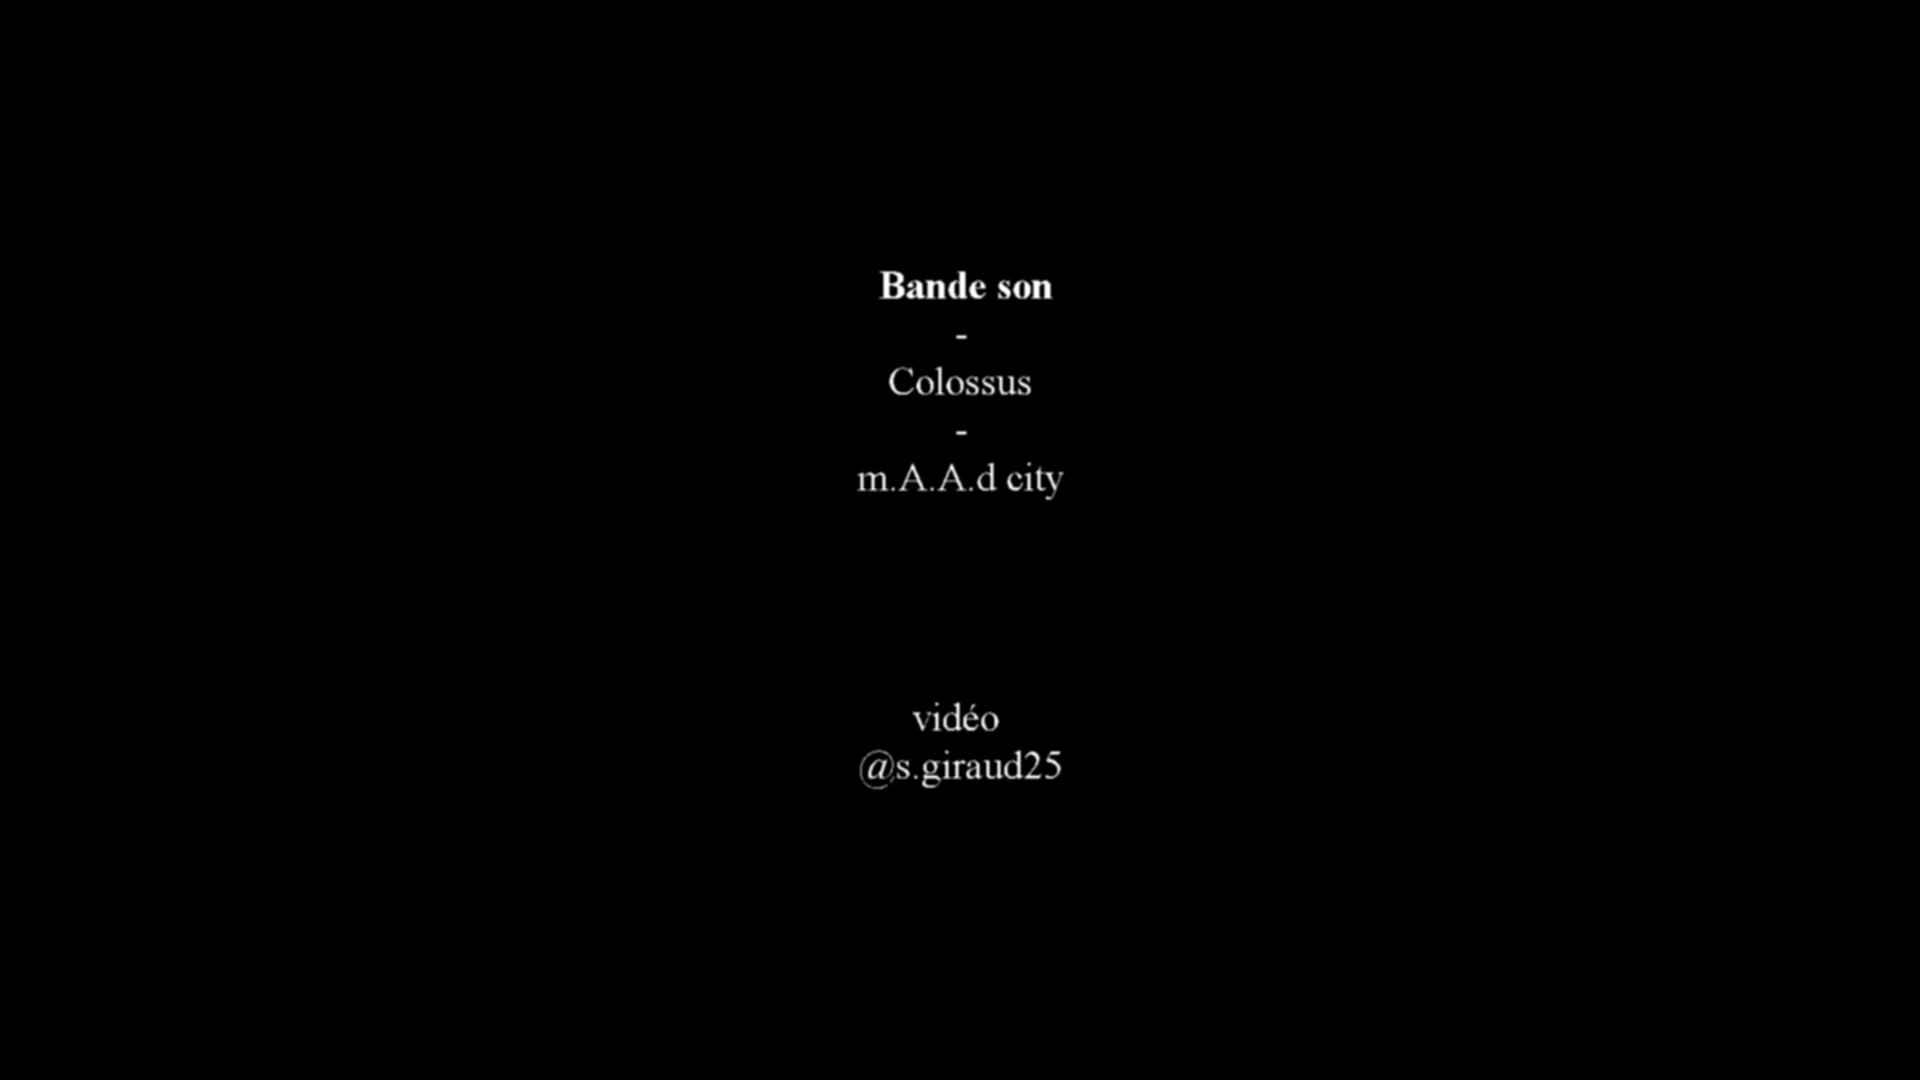 Bande son
-
Colossus
-
m.A.A.d city
vidéo
@s.giraud25